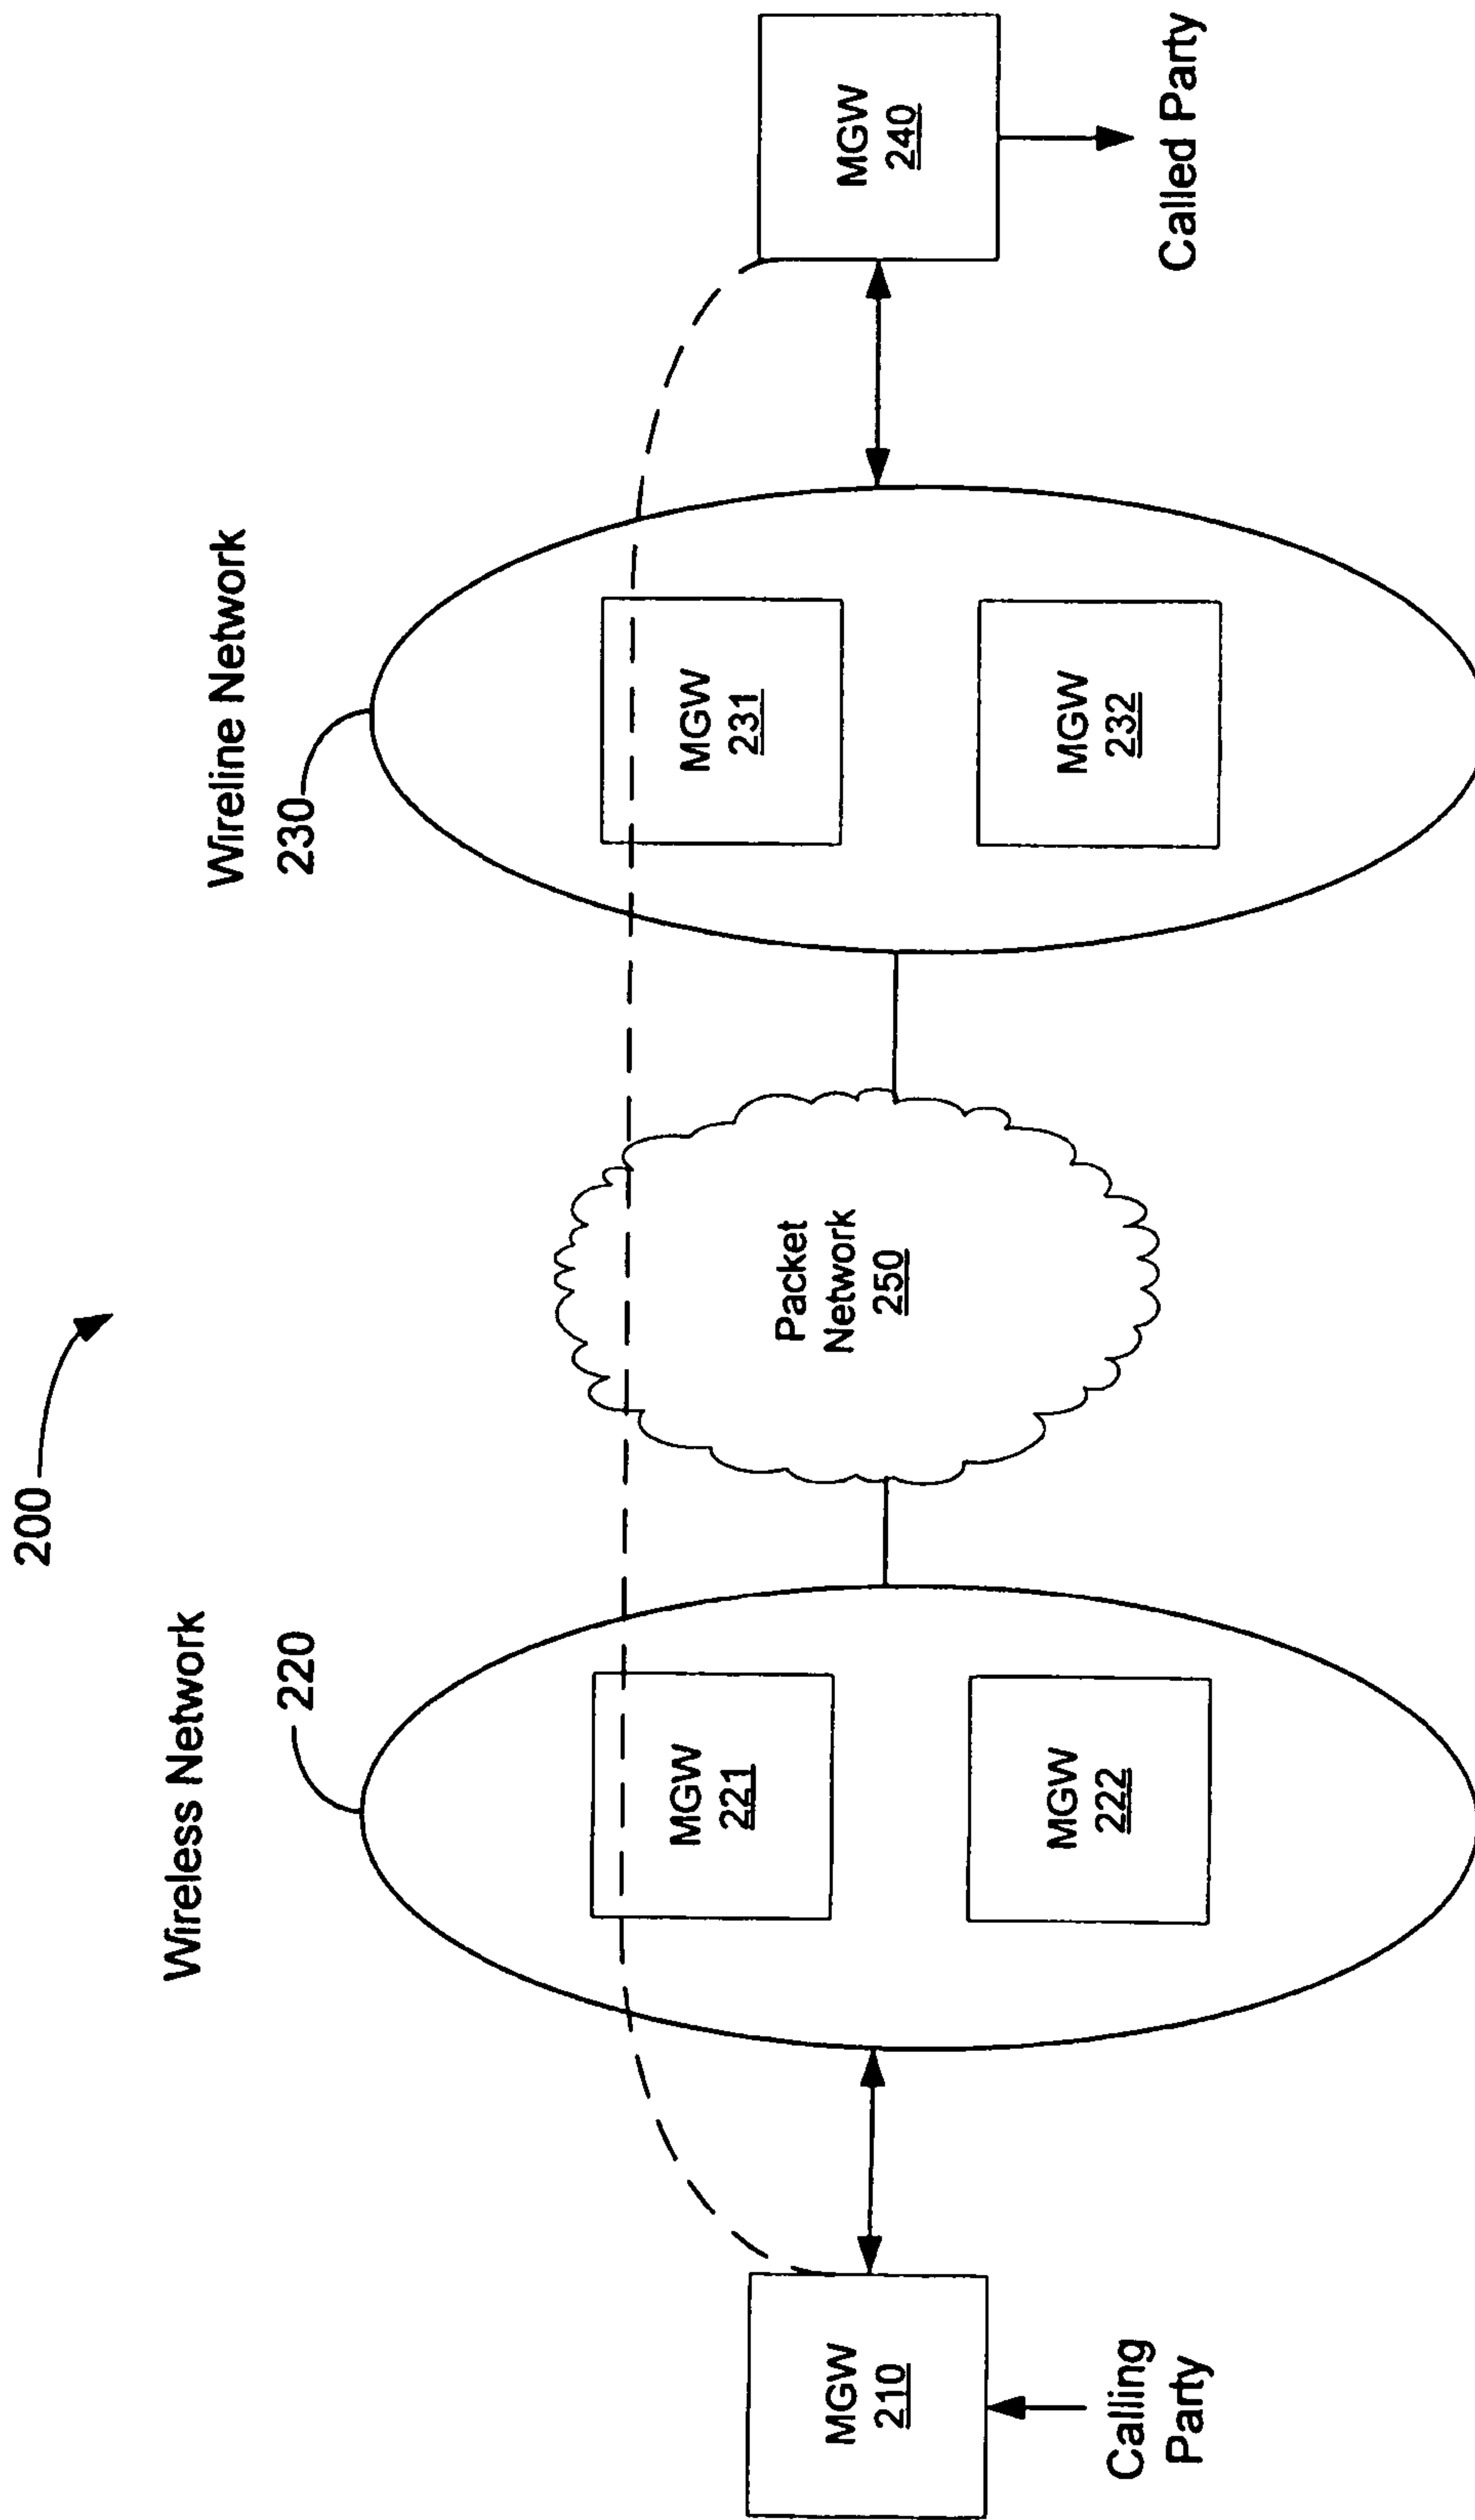 200
Wireless Network
220
Wireline Network
230
MGW
210
Calling
Party
MGW
221
MGW
222
Packet
Network
250
MGW
231
MGW
232
MGW
240
Called Party